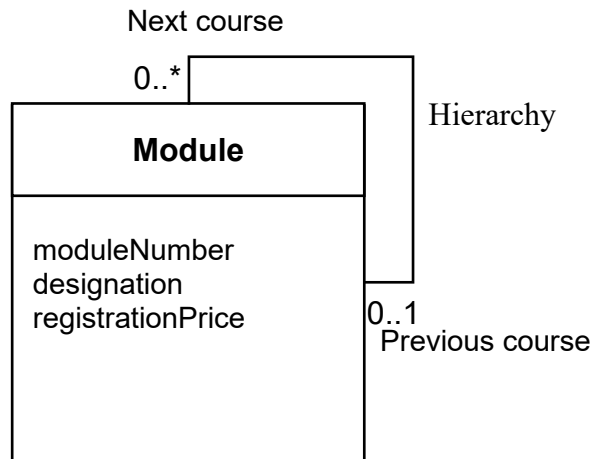 Next course
0..*
Hierarchy
Module
moduleNumber
designation
registrationPrice
0..1
Previous course